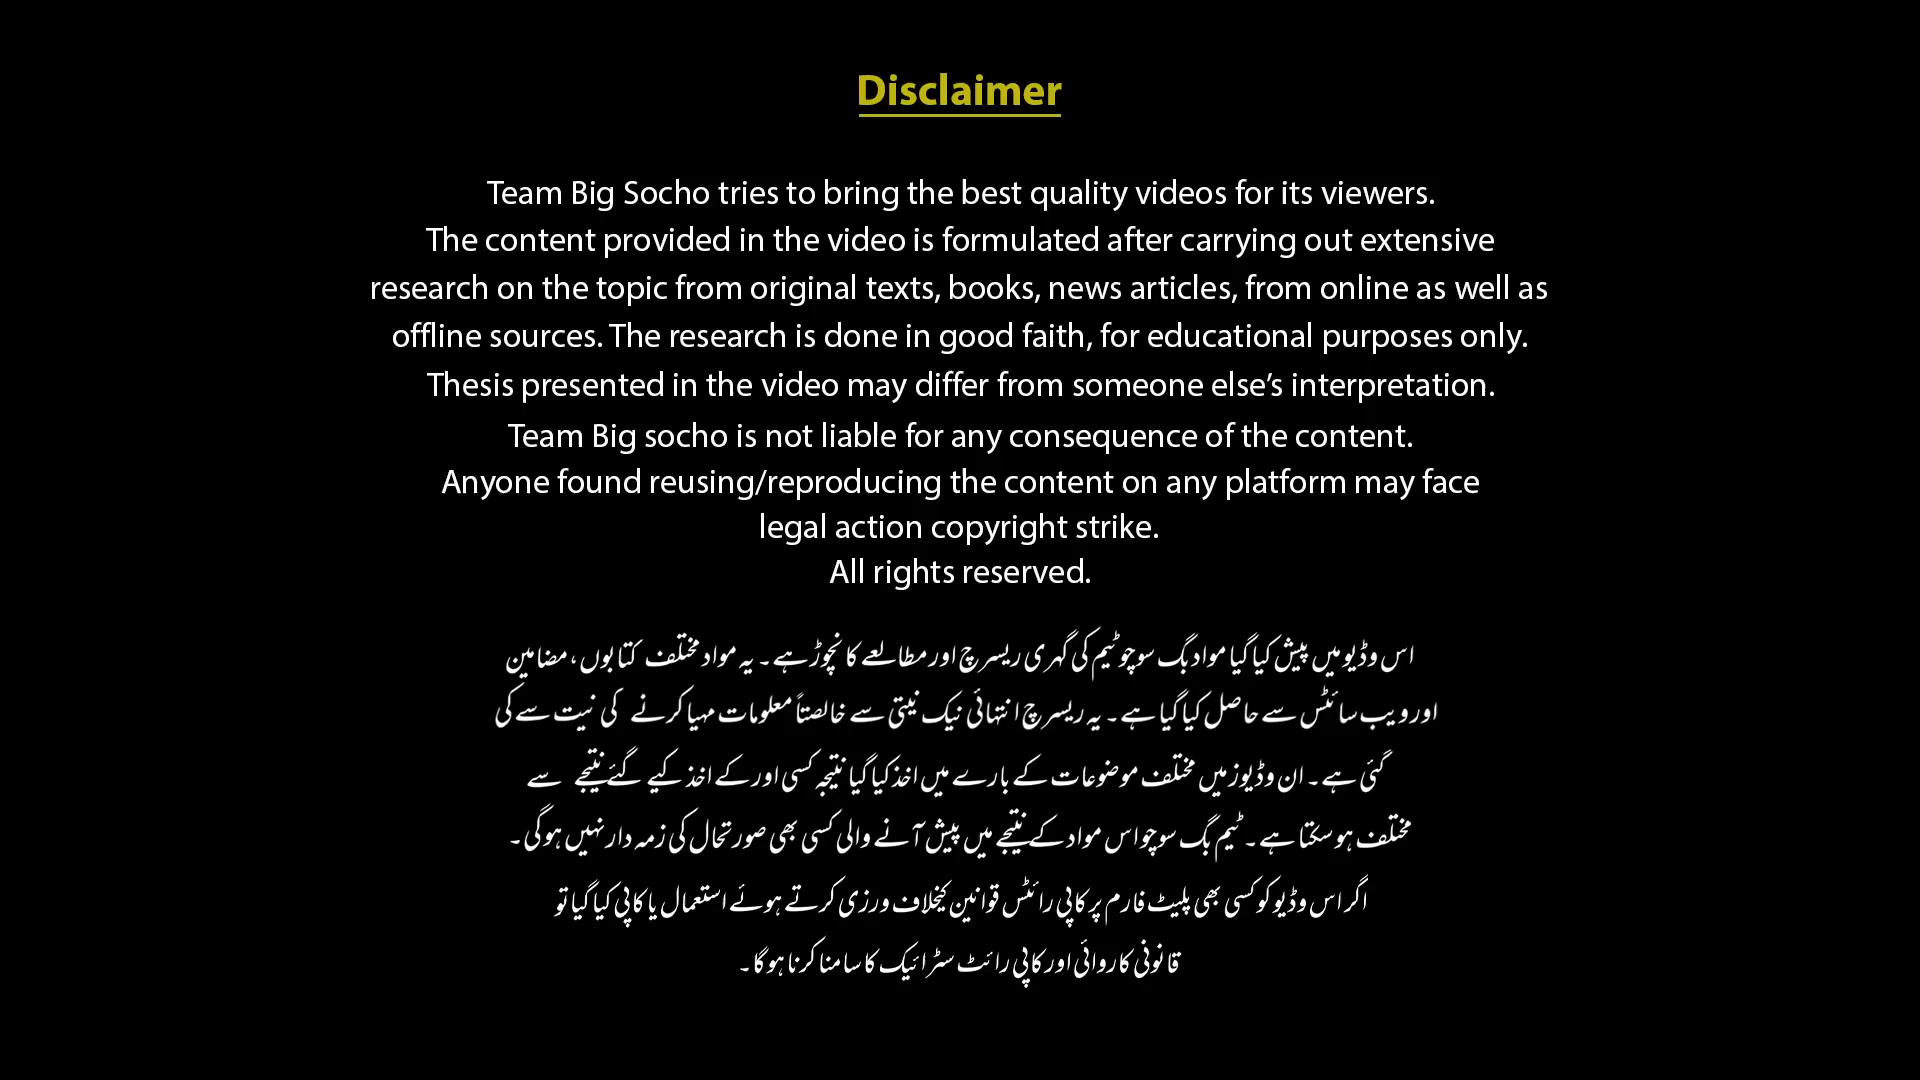 Disclaimer
Team Big Socho tries to bring the best quality videos for its viewers.
The content provided in the video is formulated after carrying out extensive
research on the topic from original texts, books, news articles, from online as well as
offline sources. The research is done in good faith, for educational purposes only.
Thesis presented in the video may differ from someone else’s interpretation.
Team Big socho is not liable for any consequence of the content.
Anyone found reusing/reproducing the content on any platform may face
legal action copyright strike.
All rights reserved.
اس وڈیو میں پیش کیا گیا مواد بگ سوچو ٹیم کی گہری ریسرچ اور مطالعے کا نچوڑ ہے۔ یہ مواد مختلف کتابوں، مضامین
اور ویب سائٹس سے حاصل کیا گیا ہے۔ یہ ریسرچ انتہائی نیک نیتی سے خالصتاً معلومات مہیا کرنے کی نیت سے کی
گئی ہے۔ ان وڈیوز میں مختلف موضوعات کے بارے میں اخذ کیا گیا نتیجہ کسی اور کے اخذ کیے گئے نتیجے سے
مختلف ہو سکتا ہے۔ ٹیم بگ سوچو اس مواد کے نتیجے میں پیش آنے والی کسی بھی صورتحال کی زمہ دار نہیں ہوگی۔
اگر اس وڈیو کو کسی بھی پلیٹ فارم پر کاپی رائٹس قوانین کیخلاف ورزی کرتے ہوئے استعمال یا کاپی کیا گیا تو
قانونی کاروائی اور کاپی رائٹ سٹرائیک کا سامنا کرنا ہوگا۔